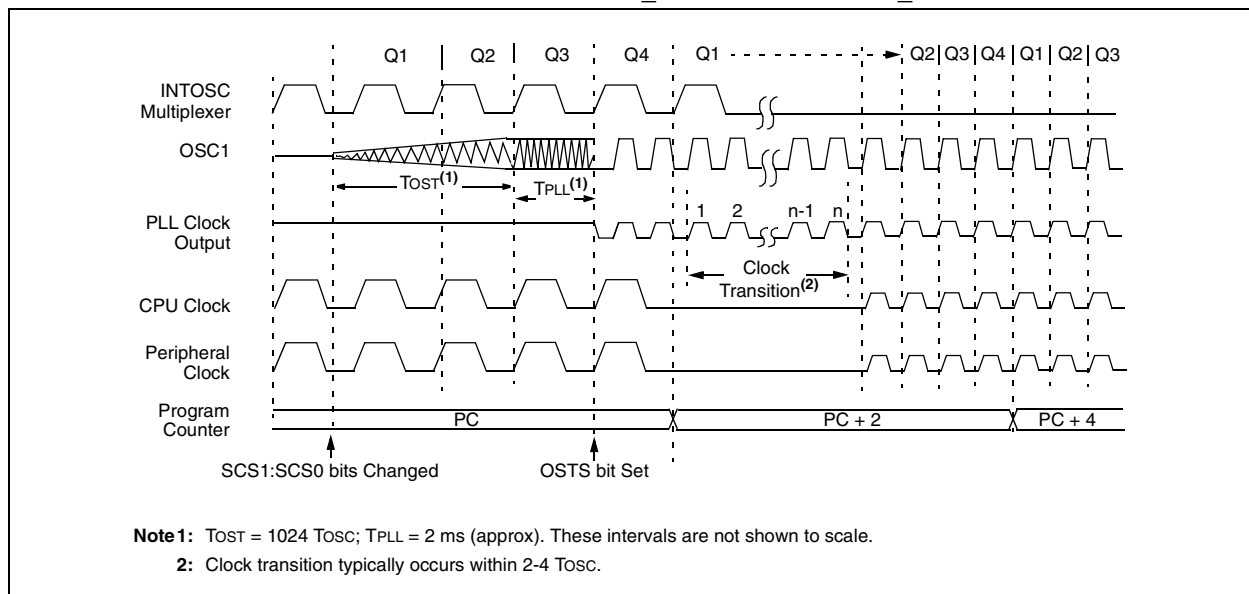 Q1 Q2 Q3 Q4 Q1 Q2 Q3 Q4 Q1 Q2 Q3
INTOSC
Multiplexer
OSC1
TOST(1)
TPLL(1)
1 2 n-1 n
PLL Clock
Output
Clock
Transition(2)
CPU Clock
Peripheral
Clock
Program
Counter
PC PC + 2 PC + 4
SCS1:SCS0 bits Changed OSTS bit Set
Note1: TOST = 1024 TOSC; TPLL = 2 ms (approx). These intervals are not shown to scale.
2: Clock transition typically occurs within 2-4 TOSC.